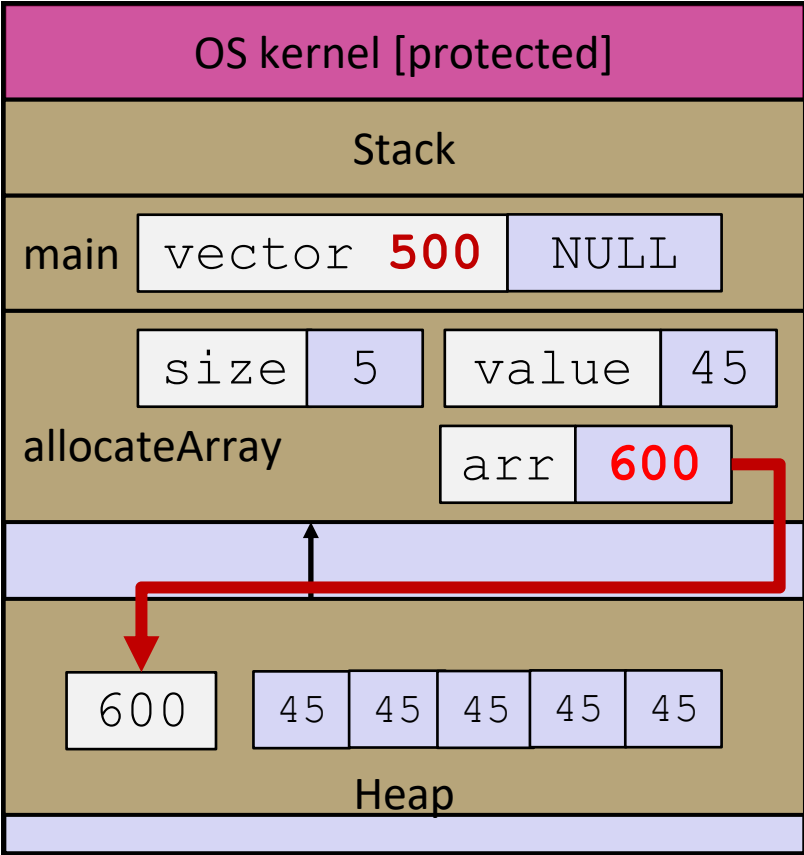 OS kernel [protected]
Stack
main vector 500 NULL
size 5 value 45
allocateArray
arr 600
600 45 45 45 45 45
Heap